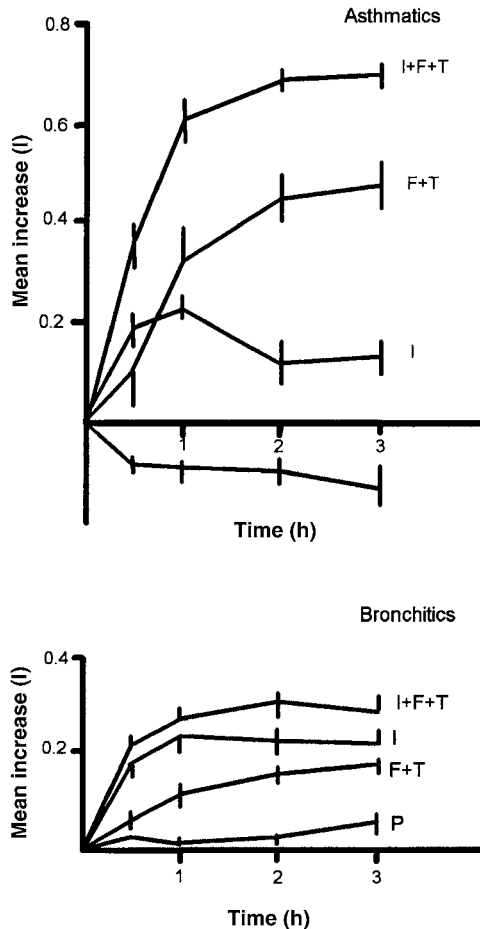 Asthmatics
0.8
I+F+T
0.6
F+T
0.4
0.2
I
1 2 3
Mean increase (l)
Time (h)
Bronchitics
0.4
I+F+T
0.2
I
F+T
P
1 2 3
Mean increase (l)
Time (h)